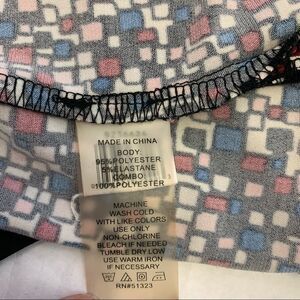 MADE IN CHINA
BODY:
95%POLYESTER
5%ELASTANE
COMBO:
100%POLYESTER
MACHINE
WASH COLD
WITH LIKE COLORS
USE ONLY
NON-CHLORINE
BLEACH IF NEEDED
TUMBLE DRY LOW
USE WARM IRON
IF NECESSARY
RN#51323